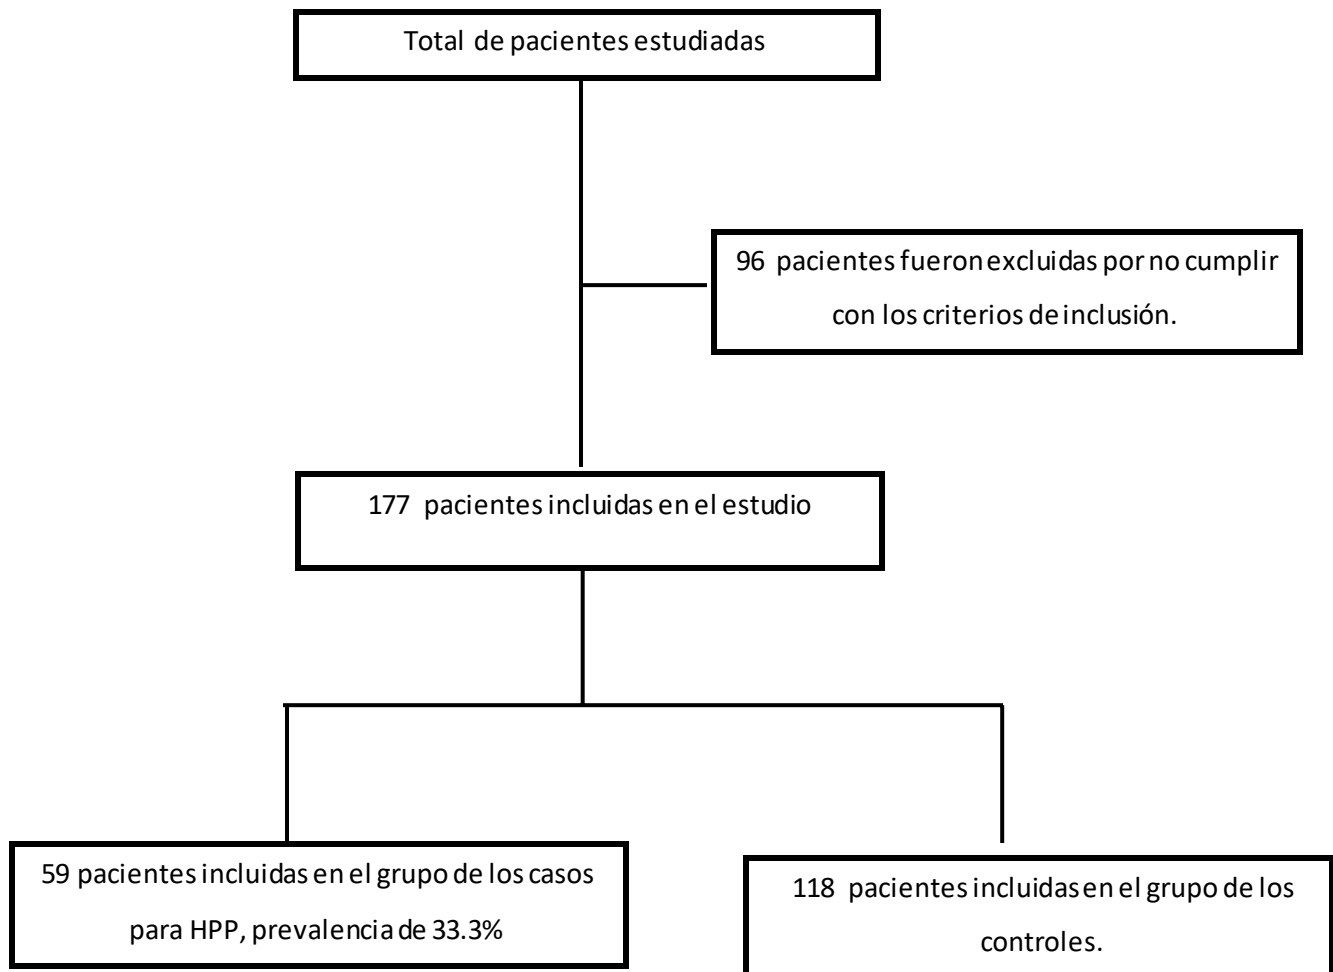 Total de pacientes estudiadas
96 pacientes fueron excluidas por no cumplir
con los criterios de inclusión.
177 pacientes incluidas en el estudio
59 pacientes incluidas en el grupo de los casos
para HPP, prevalencia de 33.3%
118 pacientes incluidas en el grupo de los
controles.